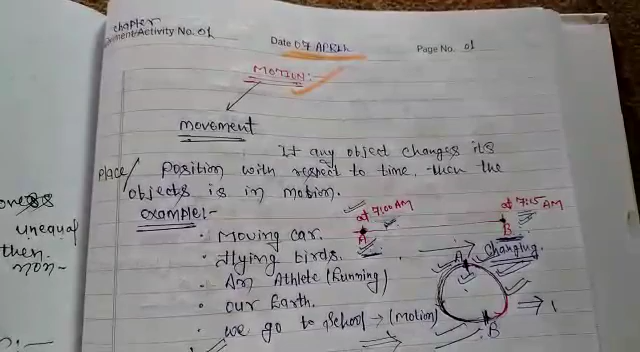 chapter
Activity No. 01
Date 07 APRIL
Page No. 01
MOTION:-
movement
If any object changes its
place/ Position with respect to time, then the
objects is in motion.
example:-
at 7:00 AM
at 7:15 AM
A
B
• Moving car.
• flying birds.
changing.
A
• An Athlete (Running)
• our Earth.
• we go to school → (Motion)
B
unequal
then
non-